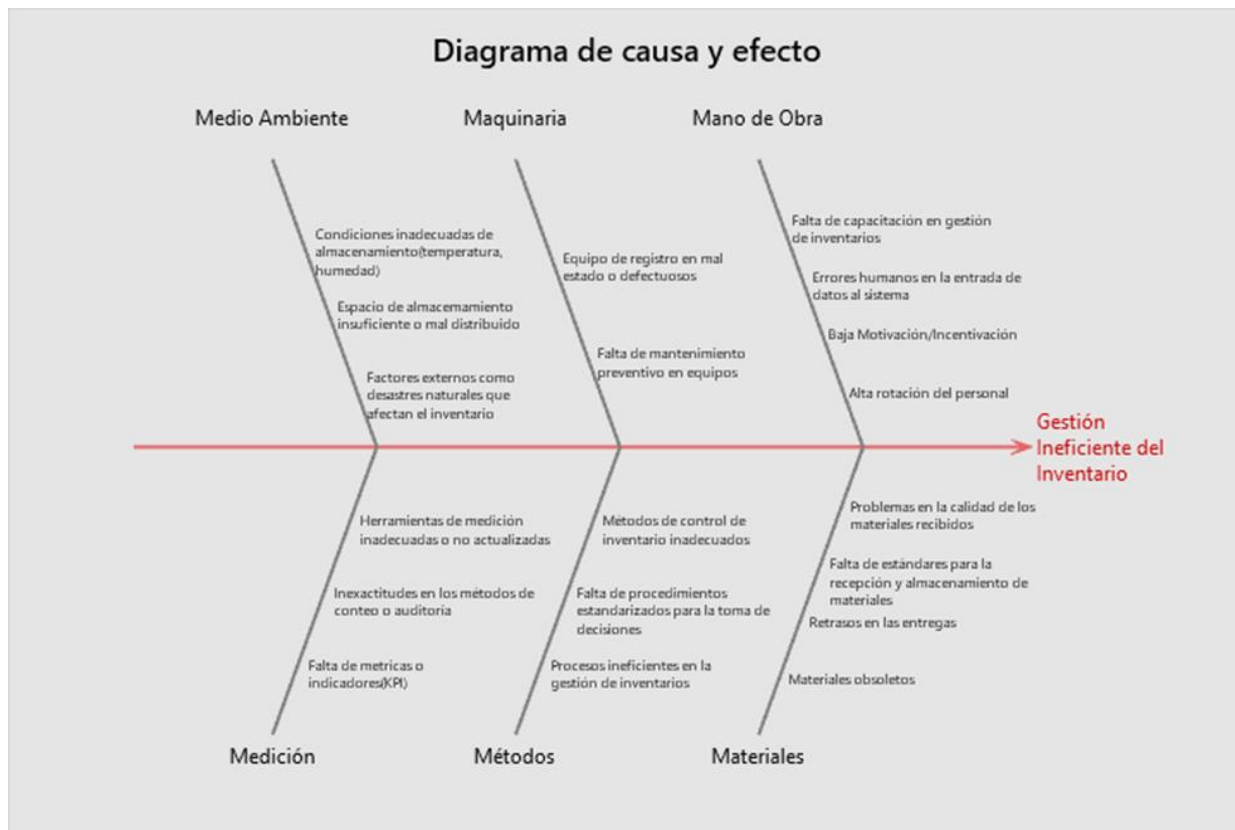 Diagrama de causa y efecto
Medio Ambiente
Maquinaria
Mano de Obra
Condiciones inadecuadas de
almacenamiento(temperatura,
humedad)
Espacio de almacemamiento
insuficiente o mal distribuido
Factores externos como
desastres naturales que
afectan el inventario
Equipo de registro en mal
estado o defectuosos
Falta de mantenimiento
preventivo en equipos
Falta de capacitación en gestión
de inventarios
Errores humanos en la entrada de
datos al sistema
Baja Motivación/Incentivación
Alta rotación del personal
Gestión
Ineficiente del
Inventario
Herramientas de medición
inadecuadas o no actualizadas
Inexactitudes en los métodos de
conteo o auditoría
Falta de metricas o
indicadores(KPI)
Métodos de control de
inventario inadecuados
Falta de procedimientos
estandarizados para la toma de
decisiones
Procesos ineficientes en la
gestión de inventarios
Problemas en la calidad de los
materiales recibidos
Falta de estándares para la
recepción y almacenamiento de
materiales
Retrasos en las entregas
Materiales obsoletos
Medición
Métodos
Materiales